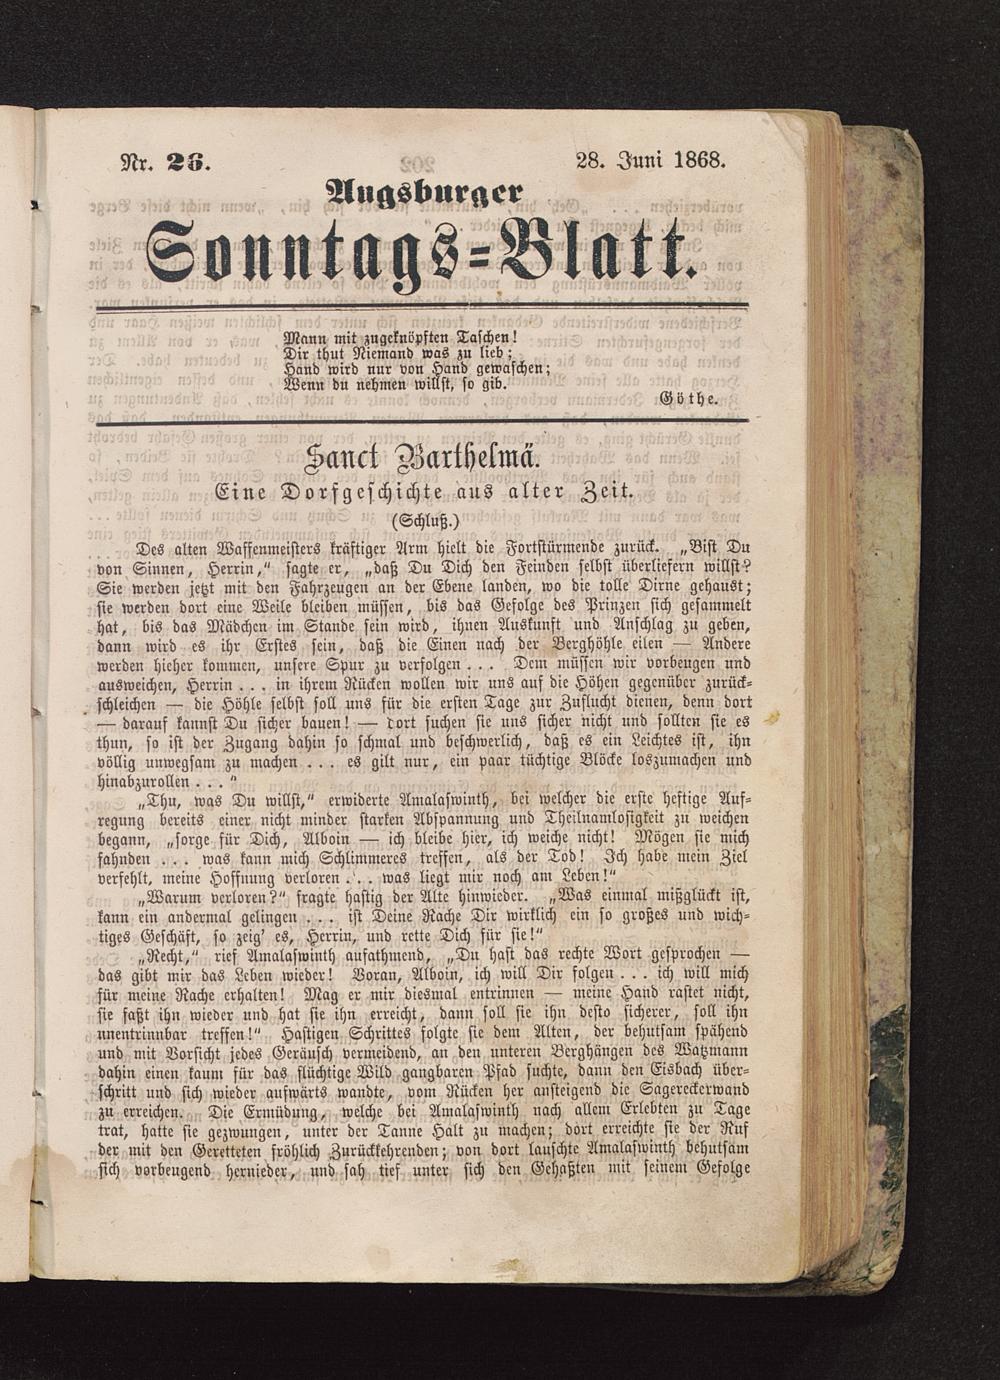 Nr. 26.
28. Juni 1868.
Augsburger
Sonntags-Blatt.
Mann mit zugeknöpften Taschen!
Dir thut Niemand was zu lieb;
Hand wird nur von Hand gewaschen;
Wenn du nehmen willst, so gib.
Göthe.
Sanct Barthelmä.
Eine Dorfgeschichte aus alter Zeit.
(Schluß.)
Des alten Waffenmeisters kräftiger Arm hielt die Fortstürmende zurück. „Bist Du
von Sinnen, Herrin,“ sagte er, „daß Du Dich den Feinden selbst überliefern willst?
Sie werden jetzt mit den Fahrzeugen an der Ebene landen, wo die tolle Dirne gehaust;
sie werden dort eine Weile bleiben müssen, bis das Gefolge des Prinzen sich gesammelt
hat, bis das Mädchen im Stande sein wird, ihnen Auskunft und Anschlag zu geben,
dann wird es ihr Erstes sein, daß die Einen nach der Berghöhle eilen — Andere
werden hieher kommen, unsere Spur zu verfolgen... Dem müssen wir vorbeugen und
ausweichen, Herrin... in ihrem Rücken wollen wir uns auf die Höhen gegenüber zurück-
schleichen — die Höhle selbst soll uns für die ersten Tage zur Zuflucht dienen, denn dort
— darauf kannst Du sicher bauen! — dort suchen sie uns sicher nicht und sollten sie es
thun, so ist der Zugang dahin so schmal und beschwerlich, daß es ein Leichtes ist, ihn
völlig unwegsam zu machen... es gilt nur, ein paar tüchtige Blöcke loszumachen und
hinabzurollen...“
„Thu, was Du willst,“ erwiderte Amalaswinth, bei welcher die erste heftige Auf-
regung bereits einer nicht minder starken Abspannung und Theilnamlosigkeit zu weichen
begann, „sorge für Dich, Alboin — ich bleibe hier, ich weiche nicht! Mögen sie mich
fahnden... was kann mich Schlimmeres treffen, als der Tod! Ich habe mein Ziel
verfehlt, meine Hoffnung verloren... was liegt mir noch am Leben!“
„Warum verloren?“ fragte hastig der Alte hinwieder. „Was einmal mißglückt ist,
kann ein andermal gelingen... ist Deine Rache Dir wirklich ein so großes und wich-
tiges Geschäft, so zeig' es, Herrin, und rette Dich für sie!“
„Recht,“ rief Amalaswinth aufathmend, „Du hast das rechte Wort gesprochen —
das gibt mir das Leben wieder! Voran, Alboin, ich will Dir folgen... ich will mich
für meine Rache erhalten! Mag er mir diesmal entrinnen — meine Hand rastet nicht,
sie faßt ihn wieder und hat sie ihn erreicht, dann soll sie ihn desto sicherer, soll ihn
unentrinnbar treffen!“ Hastigen Schrittes folgte sie dem Alten, der behutsam spähend
und mit Vorsicht jedes Geräusch vermeidend, an den unteren Berghängen des Watzmann
dahin einen kaum für das flüchtige Wild gangbaren Pfad suchte, dann den Eisbach über-
schritt und sich wieder aufwärts wandte, vom Rücken her ansteigend die Sagereckerwand
zu erreichen. Die Ermüdung, welche bei Amalaswinth nach allem Erlebten zu Tage
trat, hatte sie gezwungen, unter der Tanne Halt zu machen; dort erreichte sie der Ruf
der mit den Geretteten fröhlich Zurückkehrenden; von dort lauschte Amalaswinth behutsam
sich vorbeugend hernieder, und sah tief unter sich den Gehaßten mit seinem Gefolge